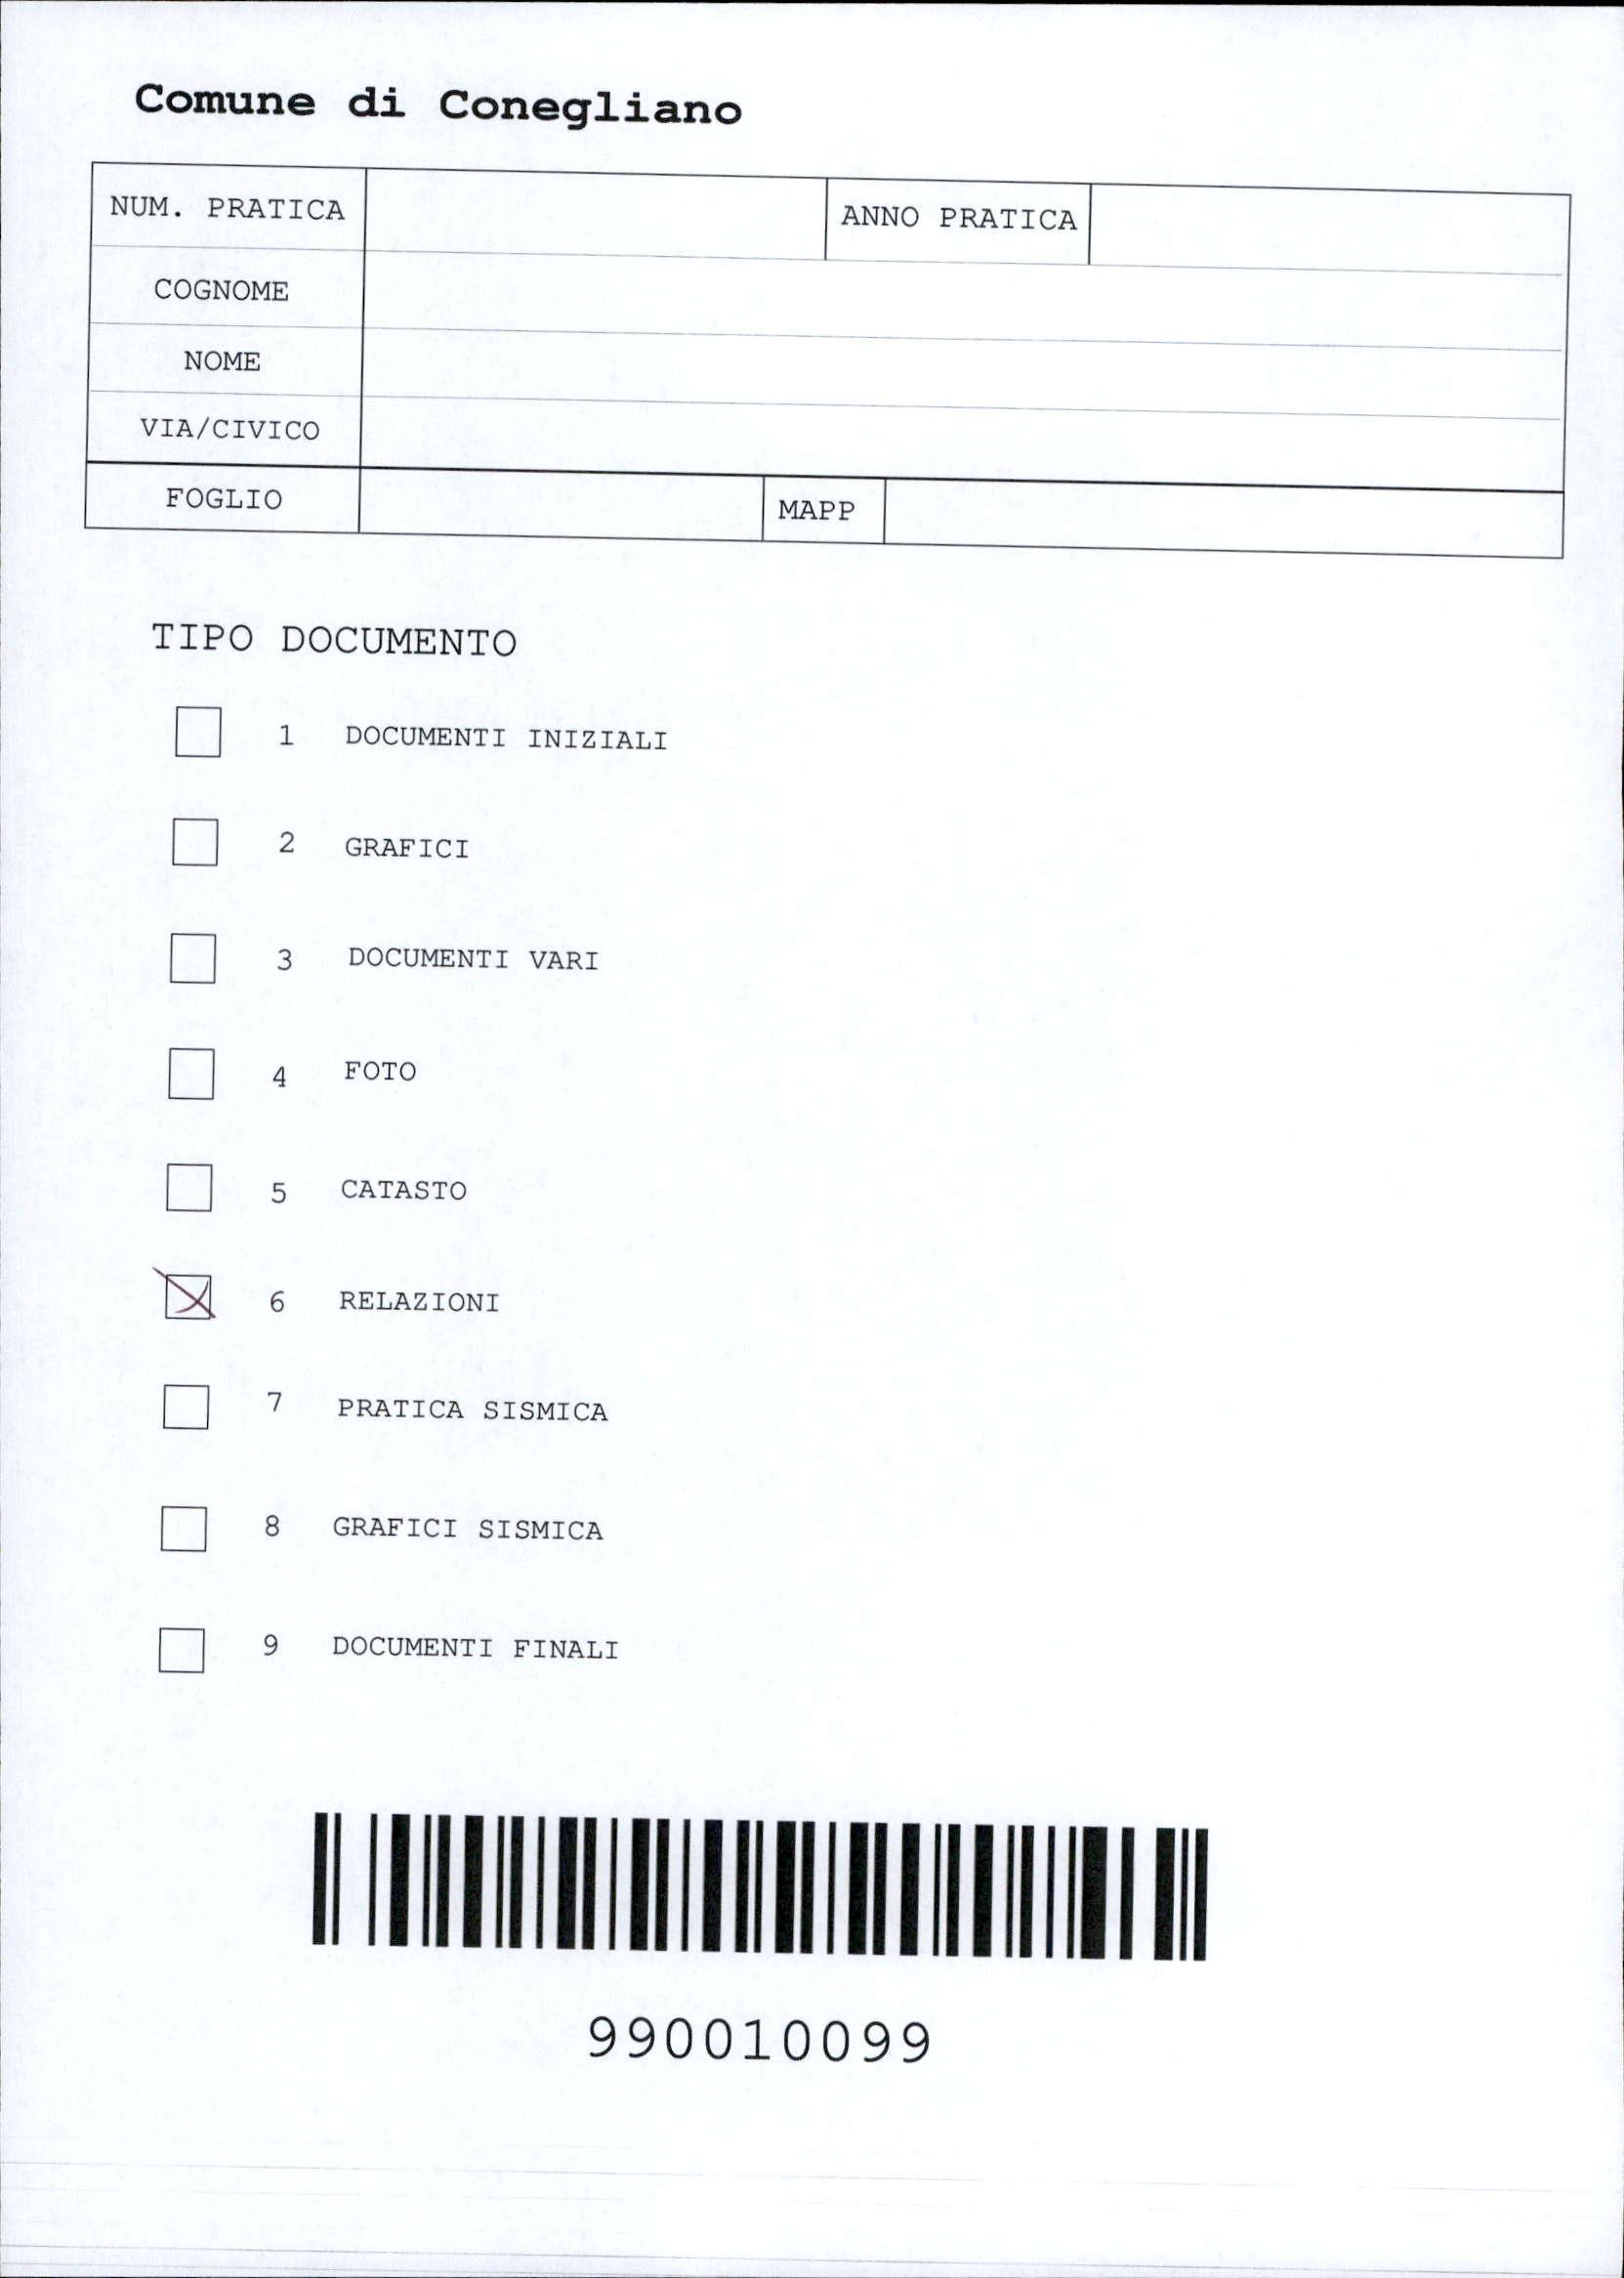 Comune di Conegliano
NUM. PRATICA ANNO PRATICA
COGNOME
NOME
VIA/CIVICO
FOGLIO MAPP
TIPO DOCUMENTO
1 DOCUMENTI INIZIALI
2 GRAFICI
3 DOCUMENTI VARI
4 FOTO
5 CATASTO
6 RELAZIONI
7 PRATICA SISMICA
8 GRAFICI SISMICA
9 DOCUMENTI FINALI
990010099